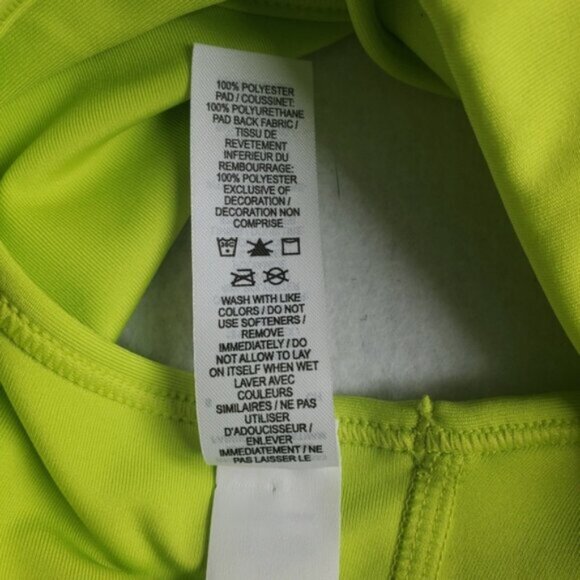 100% POLYESTER
PAD / COUSSINET:
100% POLYURETHANE
PAD BACK FABRIC /
TISSU DE
REVETEMENT
INFERIEUR DU
REMBOURRAGE:
100% POLYESTER
EXCLUSIVE OF
DECORATION /
DECORATION NON
COMPRISE
WASH WITH LIKE
COLORS / DO NOT
USE SOFTENERS /
REMOVE
IMMEDIATELY / DO
NOT ALLOW TO LAY
ON ITSELF WHEN WET
LAVER AVEC
COULEURS
SIMILAIRES / NE PAS
UTILISER
D'ADOUCISSEUR /
ENLEVER
IMMEDIATEMENT / NE
PAS LAISSER LE